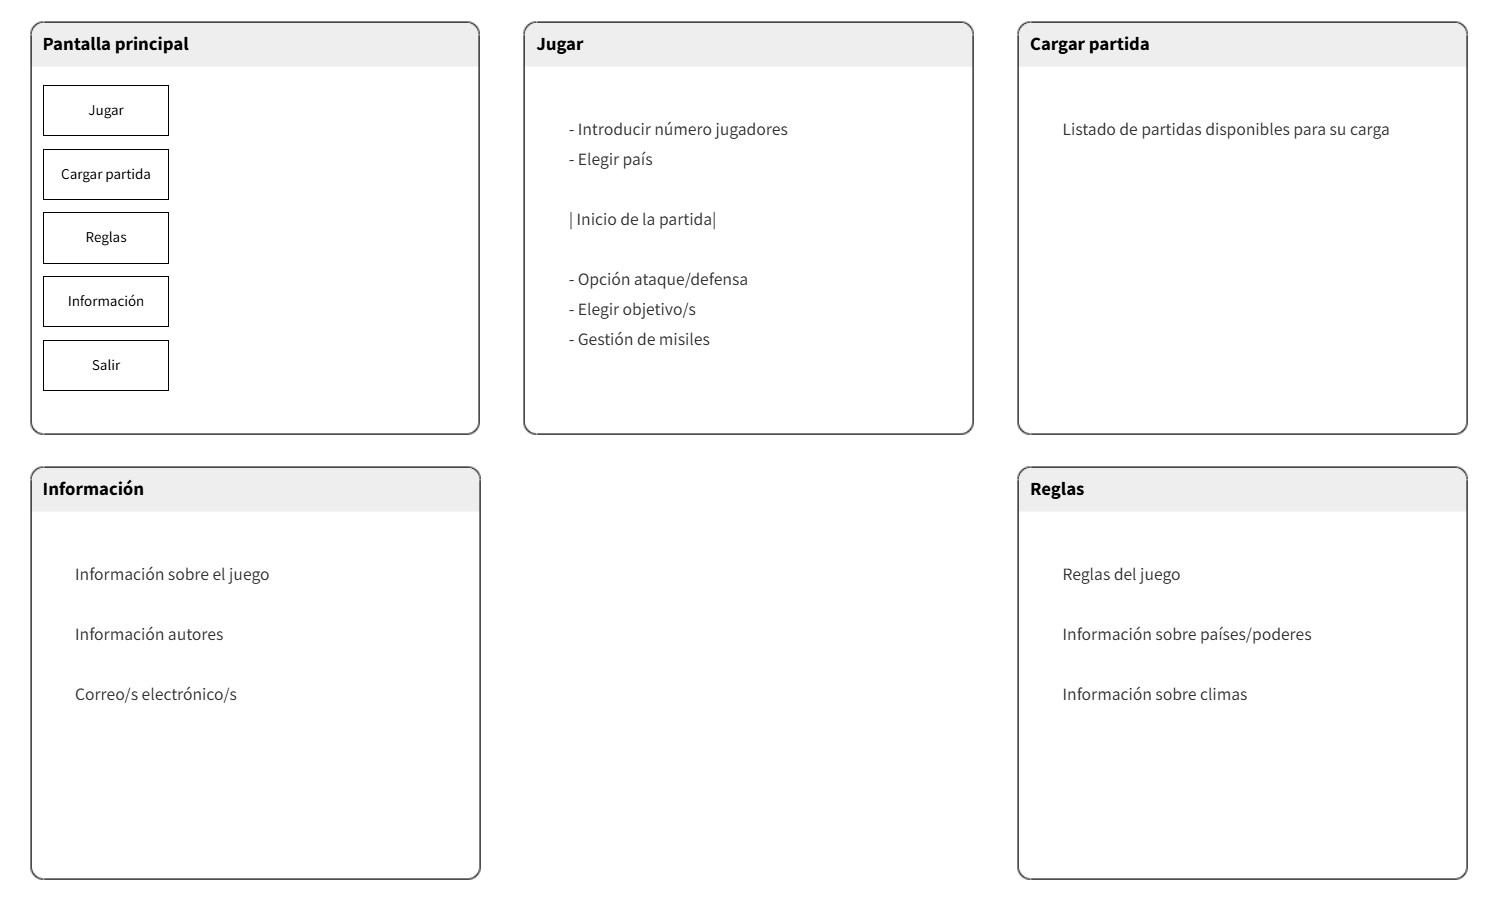 Pantalla principal
Jugar
Cargar partida
Reglas
Información
Salir
Jugar
- Introducir número jugadores
- Elegir país
| Inicio de la partida|
- Opción ataque/defensa
- Elegir objetivo/s
- Gestión de misiles
Cargar partida
Listado de partidas disponibles para su carga
Información
Información sobre el juego
Información autores
Correo/s electrónico/s
Reglas
Reglas del juego
Información sobre países/poderes
Información sobre climas